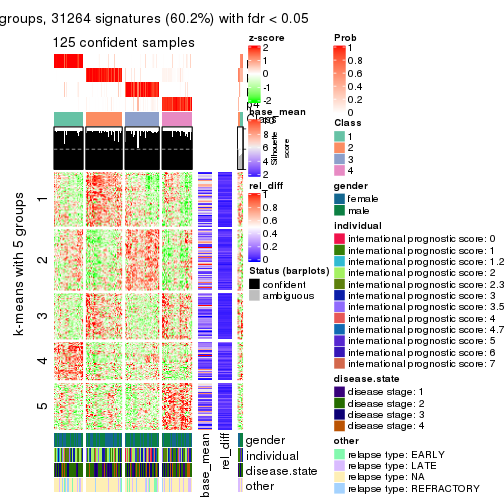 groups, 31264 signatures (60.2%) with fdr < 0.05
125 confident samples
k-means with 5 groups
1
2
3
4
5
base_mean
rel_diff
gender
individual
disease.state
other
z-score
2
1
0
-1
-2
base_mean
8
6
4
2
Silhouette
score
rel_diff
1
0.8
0.6
0.4
0.2
0
Status (barplots)
confident
ambiguous
Prob
1
0.8
0.6
0.4
0.2
0
Class
1
2
3
4
gender
female
male
individual
international prognostic score: 0
international prognostic score: 1
international prognostic score: 1.2
international prognostic score: 2
international prognostic score: 2.3
international prognostic score: 3
international prognostic score: 3.5
international prognostic score: 4
international prognostic score: 4.7
international prognostic score: 5
international prognostic score: 6
international prognostic score: 7
disease.state
disease stage: 1
disease stage: 2
disease stage: 3
disease stage: 4
other
relapse type: EARLY
relapse type: LATE
relapse type: NA
relapse type: REFRACTORY